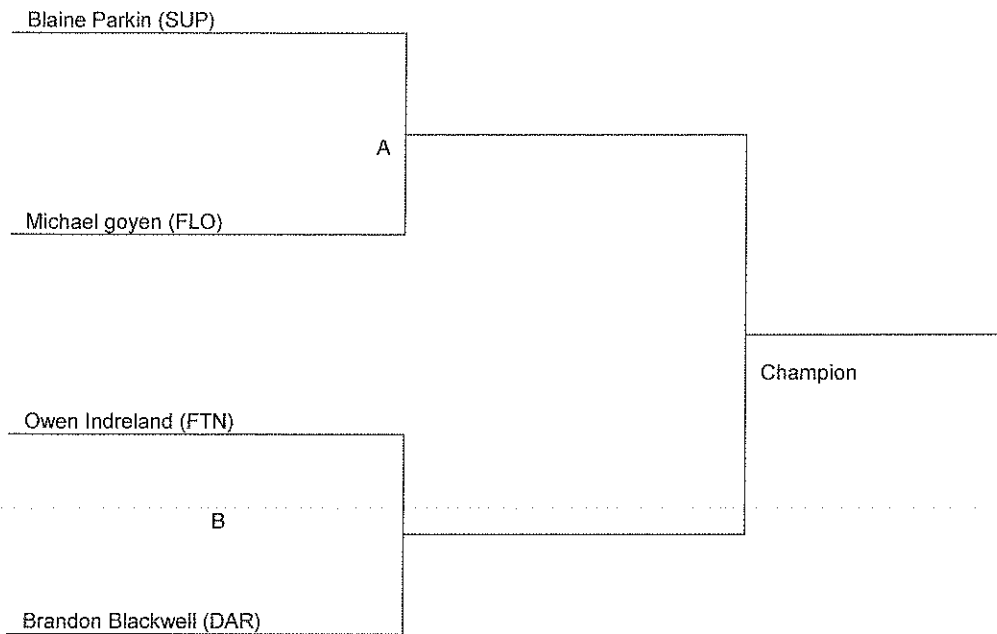 Blaine Parkin (SUP)
A
Michael goyen (FLO)
Champion
Owen Indreland (FTN)
B
Brandon Blackwell (DAR)